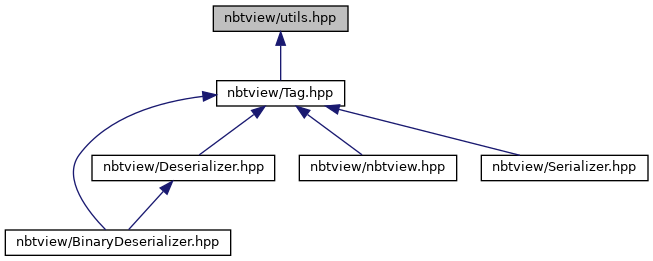 nbtview/utils.hpp
nbtview/Tag.hpp
nbtview/Deserializer.hpp
nbtview/nbtview.hpp
nbtview/Serializer.hpp
nbtview/BinaryDeserializer.hpp